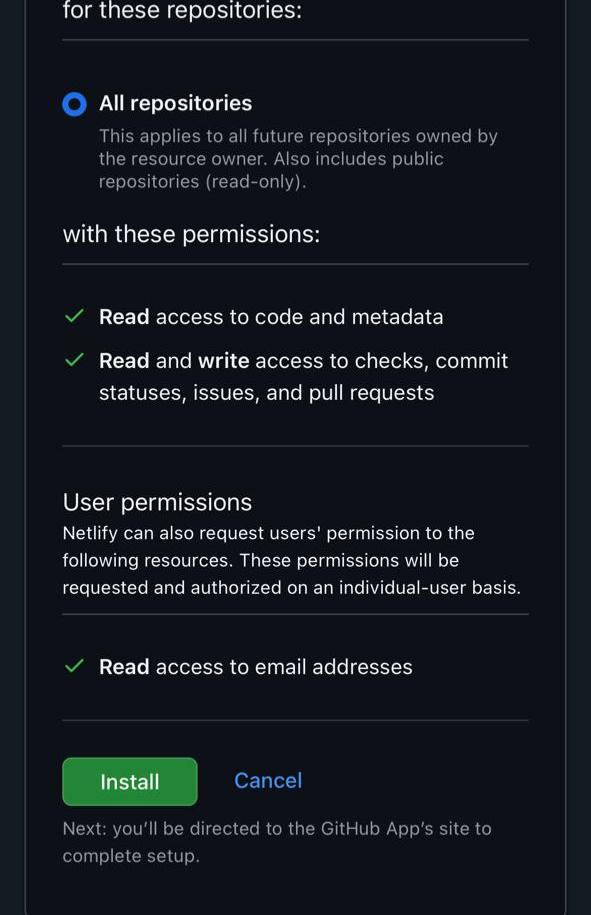 for these repositories:
All repositories
This applies to all future repositories owned by
the resource owner. Also includes public
repositories (read-only).
with these permissions:
Read access to code and metadata
Read and write access to checks, commit
statuses, issues, and pull requests
User permissions
Netlify can also request users' permission to the
following resources. These permissions will be
requested and authorized on an individual-user basis.
Read access to email addresses
Install Cancel
Next: you’ll be directed to the GitHub App’s site to
complete setup.